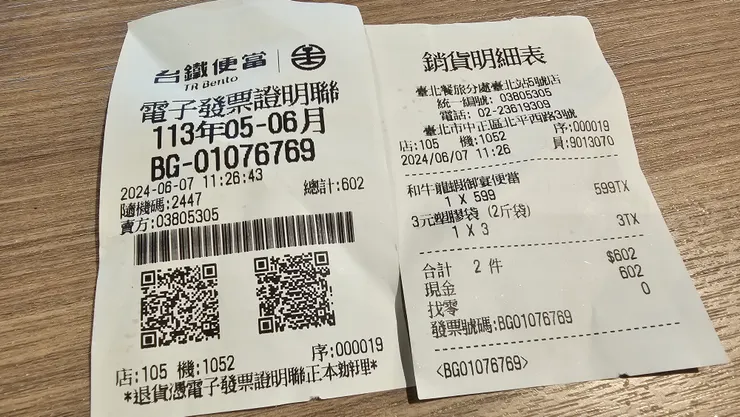 台鐵便當
TR Bento
電子發票證明聯
113年05-06月
BG-01076769
2024-06-07 11:26:43
隨機碼:2447 總計:602
賣方:03805305
店:105 機:1052 序:000019
*退貨憑電子發票證明聯正本辦理*
銷貨明細表
臺北餐旅分處臺北站5號店
統一編號: 03805305
電話: 02-23619309
臺北市中正區北平西路3號
店:105 機:1052 序:000019
2024/06/07 11:26 員:9013070
和牛龍蝦御宴便當 599TX
1 X 599
3元塑膠袋 (2斤袋) 3TX
1 X 3
合計 2 件 $602
現金 602
找零 0
發票號碼:BG01076769
<BG01076769>